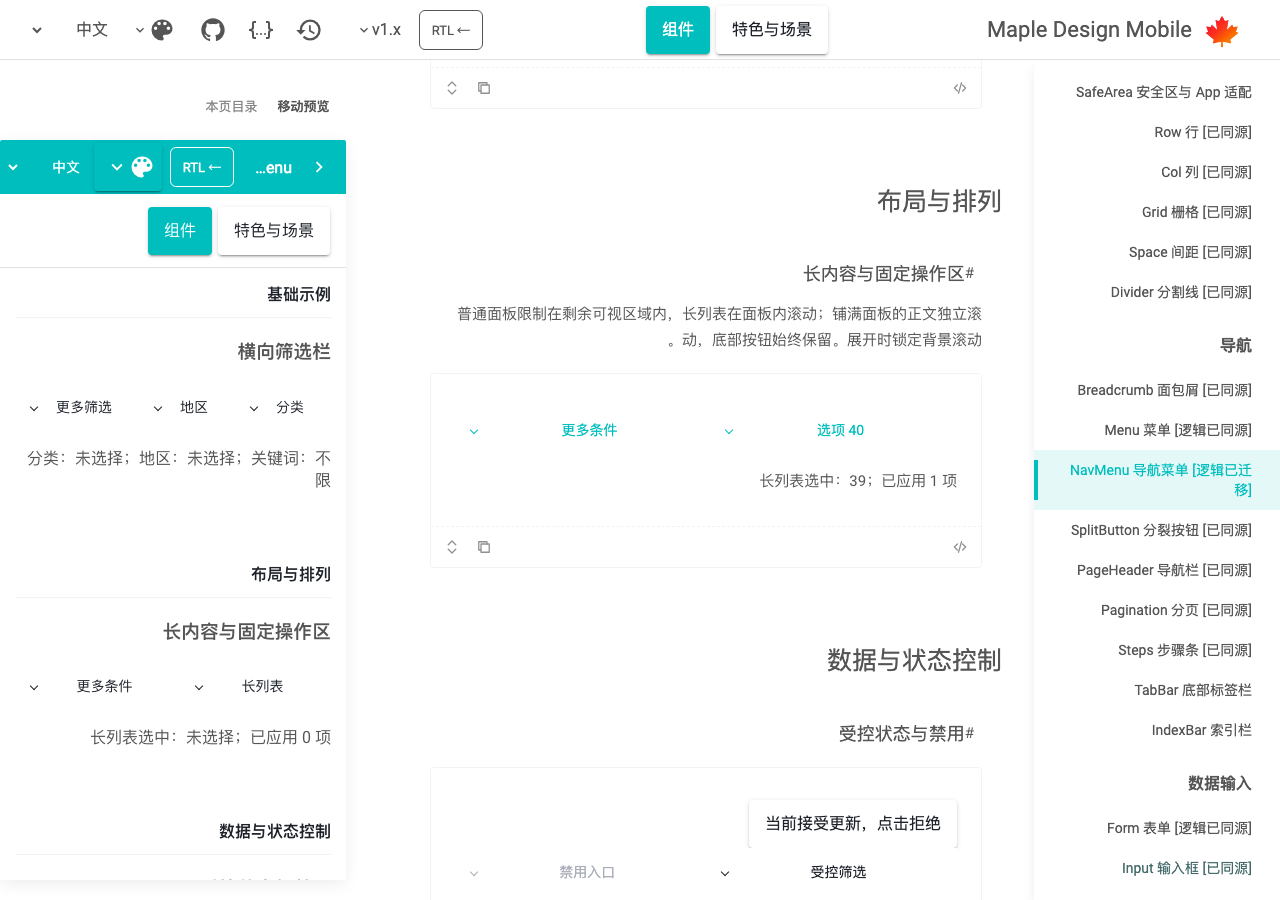 Maple Design Mobile
特色与场景
组件
RTL ←
v1.x
{..}
中文
SafeArea 安全区与 App 适配
Row 行 [已同源]
Col 列 [已同源]
Grid 栅格 [已同源]
Space 间距 [已同源]
Divider 分割线 [已同源]
导航
Breadcrumb 面包屑 [已同源]
Menu 菜单 [逻辑已同源]
NavMenu 导航菜单 [逻辑已迁
移]
SplitButton 分裂按钮 [已同源]
PageHeader 导航栏 [已同源]
Pagination 分页 [已同源]
Steps 步骤条 [已同源]
TabBar 底部标签栏
IndexBar 索引栏
数据输入
Form 表单 [逻辑已同源]
Input 输入框 [已同源]
布局与排列
#长内容与固定操作区
普通面板限制在剩余可视区域内，长列表在面板内滚动；铺满面板的正文独立滚
动，底部按钮始终保留。展开时锁定背景滚动。
选项 40
更多条件
长列表选中：39；已应用 1 项
数据与状态控制
#受控状态与禁用
当前接受更新，点击拒绝
受控筛选
禁用入口
移动预览
本页目录
...enu
RTL ←
中文
特色与场景
组件
基础示例
横向筛选栏
分类
地区
更多筛选
分类：未选择；地区：未选择；关键词：不
限
布局与排列
长内容与固定操作区
长列表
更多条件
长列表选中：未选择；已应用 0 项
数据与状态控制